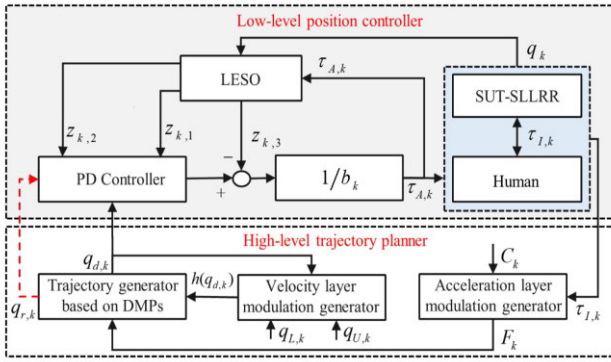 Low-level position controller
q_k
LESO
τ_{A,k}
SUT-SLLRR
z_{k,2}
z_{k,1}
z_{k,3}
τ_{I,k}
−
PD Controller
+
1/b_k
τ_{A,k}
Human
High-level trajectory planner
q_{d,k}
C_k
h(q_{d,k})
Trajectory generator
based on DMPs
Velocity layer
modulation generator
Acceleration layer
modulation generator
q_{r,k}
τ_{I,k}
q_{L,k}
q_{U,k}
F_k